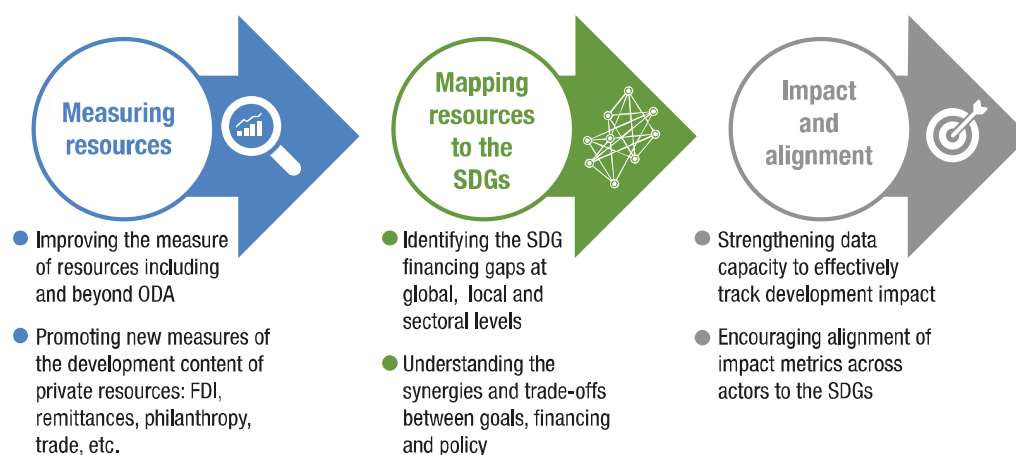 Measuring
resources
Improving the measure
of resources including
and beyond ODA
Promoting new measures of
the development content of
private resources: FDI,
remittances, philanthropy,
trade, etc.
Mapping
resources
to the
SDGs
Identifying the SDG
financing gaps at
global, local and
sectoral levels
Understanding the
synergies and trade-offs
between goals, financing
and policy
Impact
and
alignment
Strengthening data
capacity to effectively
track development impact
Encouraging alignment of
impact metrics across
actors to the SDGs